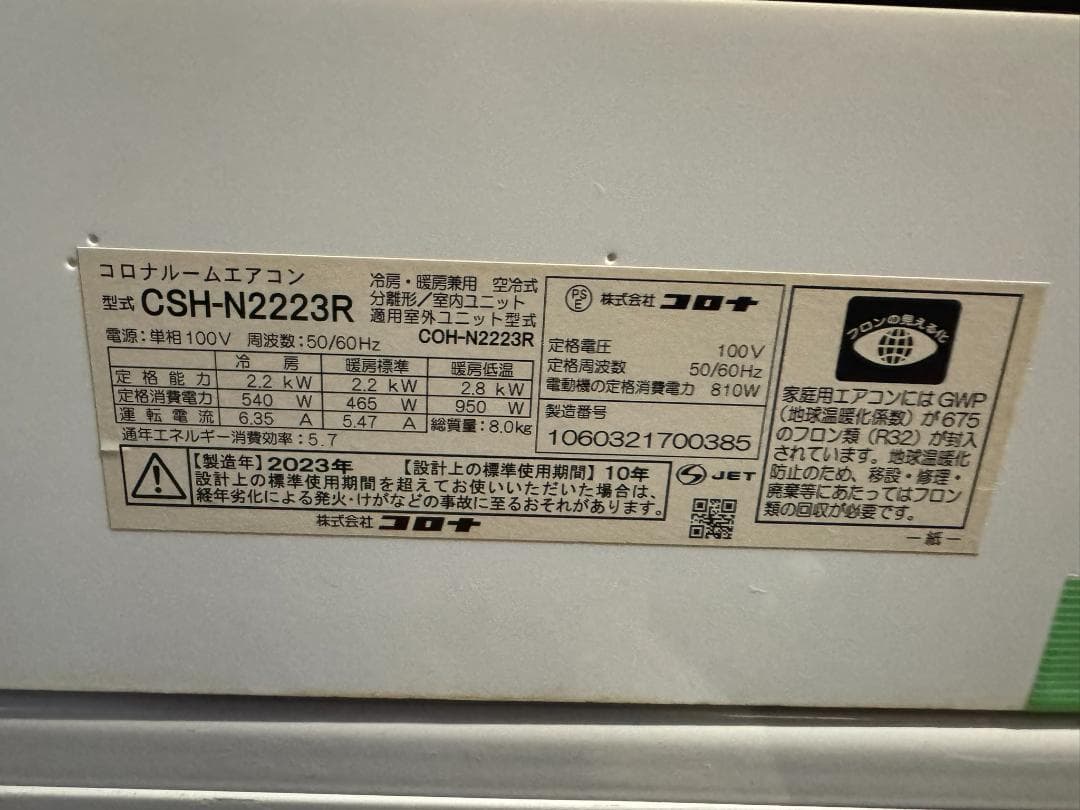 コロナルームエアコン
型式 CSH-N2223R
冷房・暖房兼用 空冷式
分離形/室内ユニット
適用室外ユニット型式
COH-N2223R
電源:単相100V 周波数:50/60Hz
冷 房 暖房標準 暖房低温
定格能力 2.2 kW 2.2 kW 2.8 kW
定格消費電力 540 W 465 W 950 W
運転電流 6.35 A 5.47 A 総質量:8.0kg
通年エネルギー消費効率:5.7
【製造年】2023年 【設計上の標準使用期間】10年
設計上の標準使用期間を超えてお使いいただいた場合は、
経年劣化による発火・けがなどの事故に至るおそれがあります。
株式会社 コロナ
PSE 株式会社 コロナ
定格電圧 100V
定格周波数 50/60Hz
電動機の定格消費電力 810W
製造番号
1060321700385
JET
フロンの見える化
家庭用エアコンにはGWP
(地球温暖化係数)が675
のフロン類(R32)が封入
されています。地球温暖化
防止のため、移設・修理・
廃棄等にあたってはフロン
類の回収が必要です。
-紙-